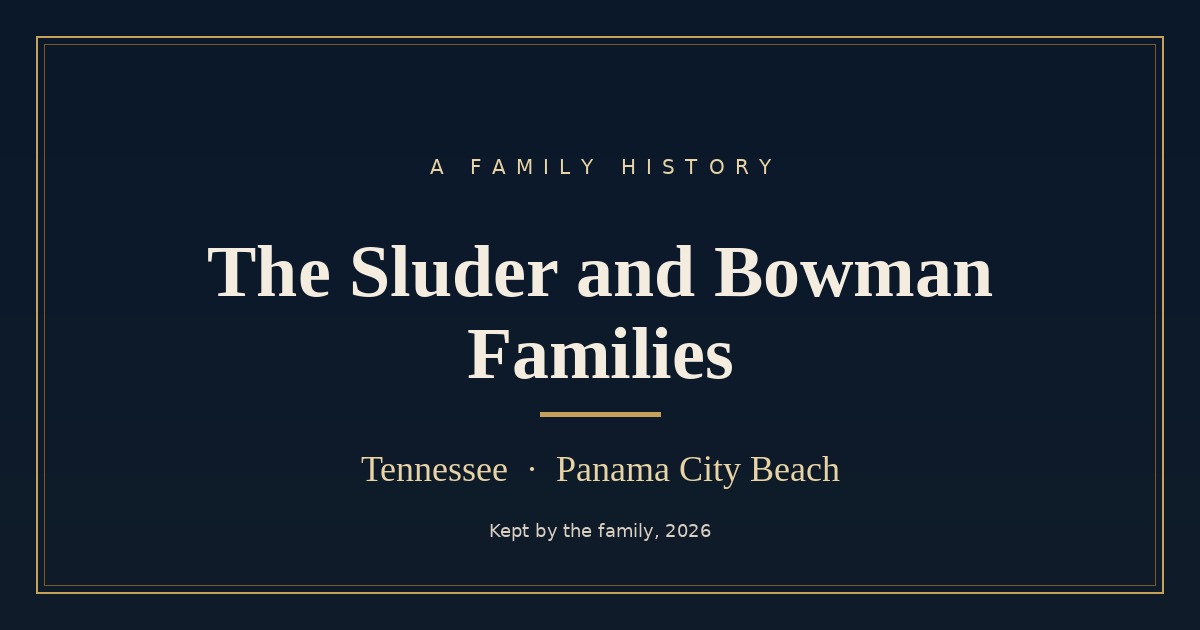 A FAMILY HISTORY
The Sluder and Bowman
Families
Tennessee · Panama City Beach
Kept by the family, 2026